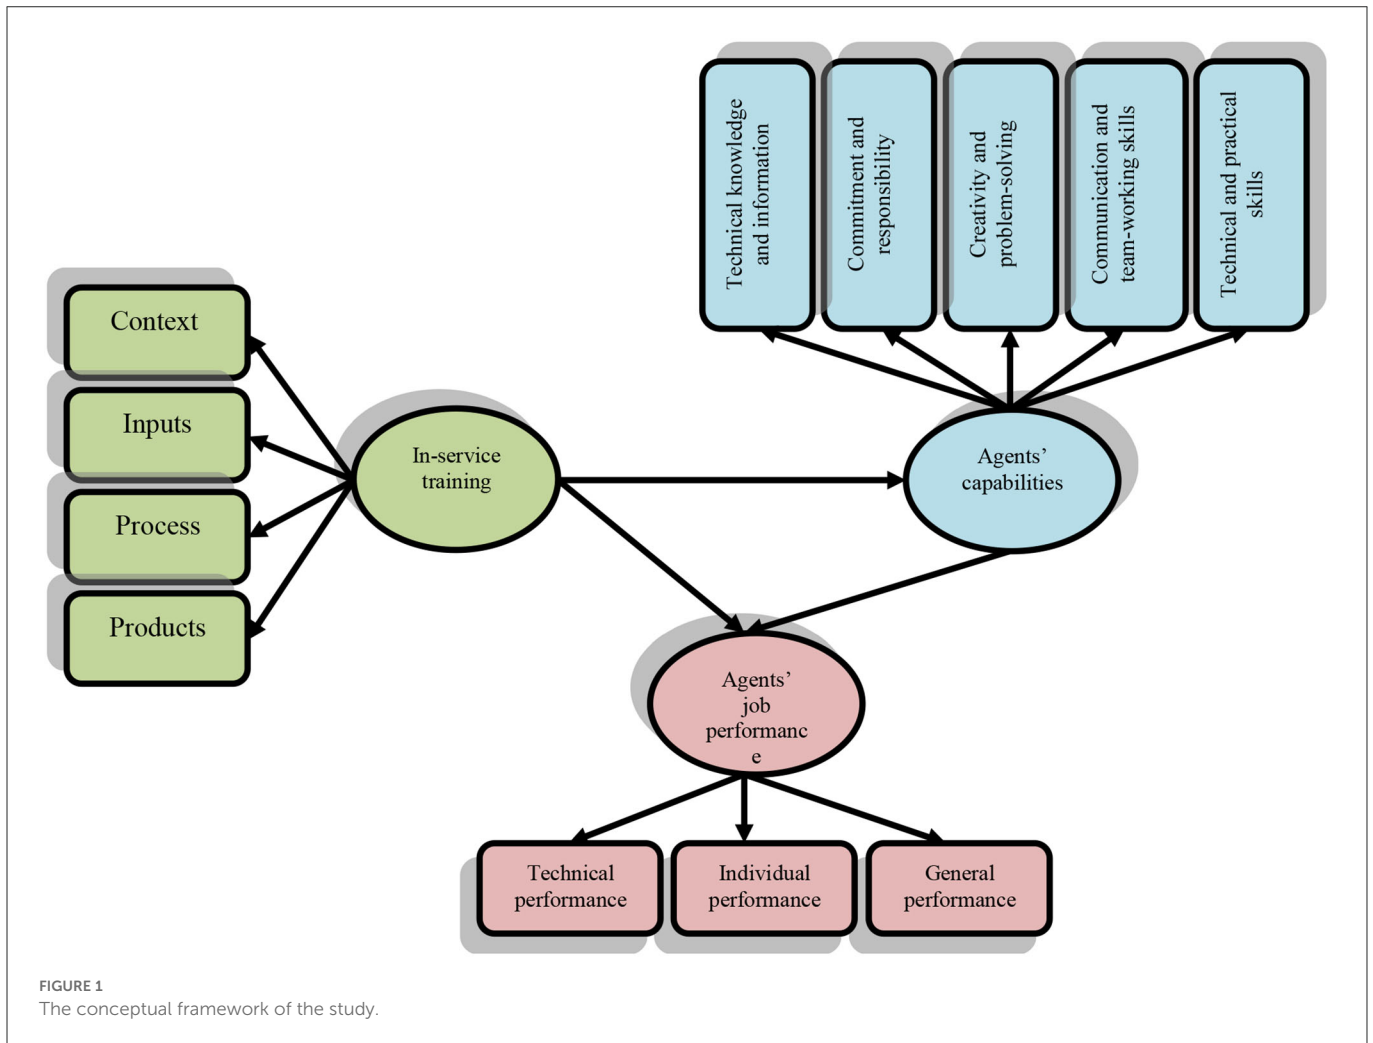 Technical knowledge
and information
Commitment and
responsibility
Creativity and
problem-solving
Communication and
team-working skills
Technical and practical
skills
Context
Inputs
Process
Products
In-service
training
Agents’
capabilities
Agents’
job
performanc
e
Technical
performance
Individual
performance
General
performance
FIGURE 1
The conceptual framework of the study.